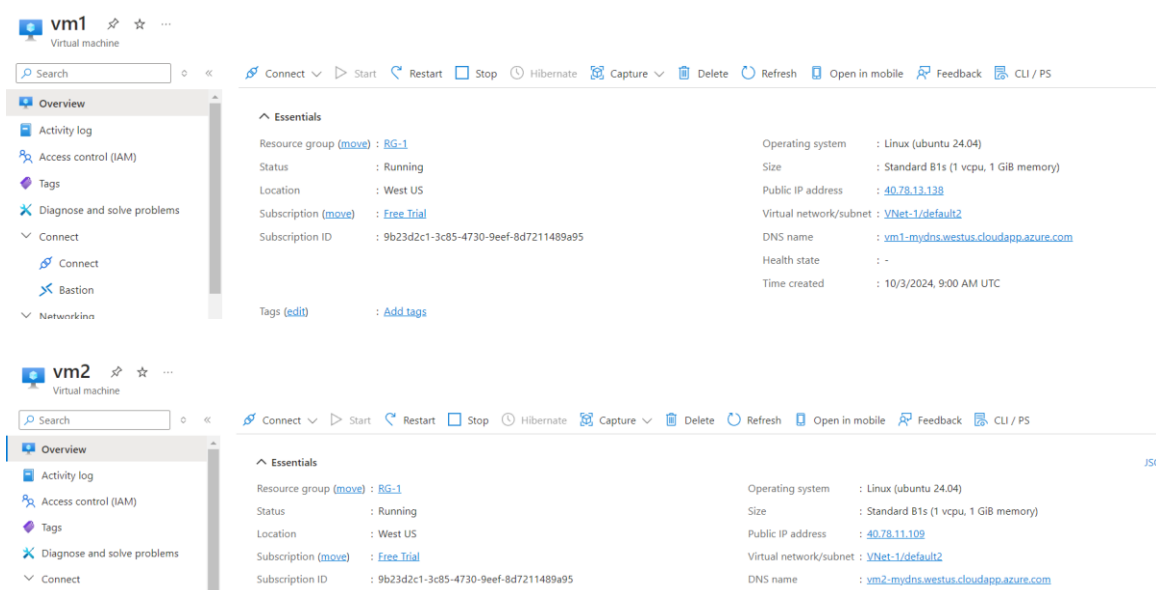 vm1
Virtual machine
Search
Connect Start Restart Stop Hibernate Capture Delete Refresh Open in mobile Feedback CLI / PS
Overview
Activity log
Access control (IAM)
Tags
Diagnose and solve problems
Connect
Connect
Bastion
Networking
Essentials
Resource group (move) : RG-1
Status : Running
Location : West US
Subscription (move) : Free Trial
Subscription ID : 9b23d2c1-3c85-4730-9eef-8d7211489a95
Operating system : Linux (ubuntu 24.04)
Size : Standard B1s (1 vcpu, 1 GiB memory)
Public IP address : 40.78.13.138
Virtual network/subnet : VNet-1/default2
DNS name : vm1-mydns.westus.cloudapp.azure.com
Health state : -
Time created : 10/3/2024, 9:00 AM UTC
Tags (edit) : Add tags
vm2
Virtual machine
Search
Connect Start Restart Stop Hibernate Capture Delete Refresh Open in mobile Feedback CLI / PS
Overview
Activity log
Access control (IAM)
Tags
Diagnose and solve problems
Connect
Essentials
Resource group (move) : RG-1
Status : Running
Location : West US
Subscription (move) : Free Trial
Subscription ID : 9b23d2c1-3c85-4730-9eef-8d7211489a95
Operating system : Linux (ubuntu 24.04)
Size : Standard B1s (1 vcpu, 1 GiB memory)
Public IP address : 40.78.11.109
Virtual network/subnet : VNet-1/default2
DNS name : vm2-mydns.westus.cloudapp.azure.com